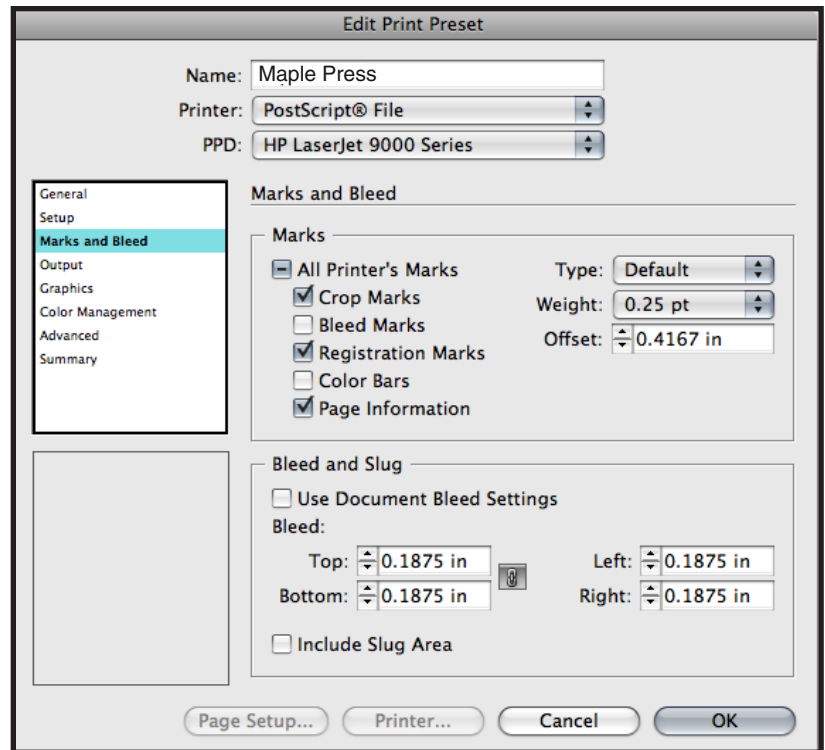 Edit Print Preset
Name: Maple Press
Printer: PostScript® File
PPD: HP LaserJet 9000 Series
General
Setup
Marks and Bleed
Output
Graphics
Color Management
Advanced
Summary
Marks and Bleed
Marks
All Printer's Marks
Crop Marks
Bleed Marks
Registration Marks
Color Bars
Page Information
Type: Default
Weight: 0.25 pt
Offset: 0.4167 in
Bleed and Slug
Use Document Bleed Settings
Bleed:
Top: 0.1875 in Left: 0.1875 in
Bottom: 0.1875 in Right: 0.1875 in
Include Slug Area
Page Setup... Printer... Cancel OK